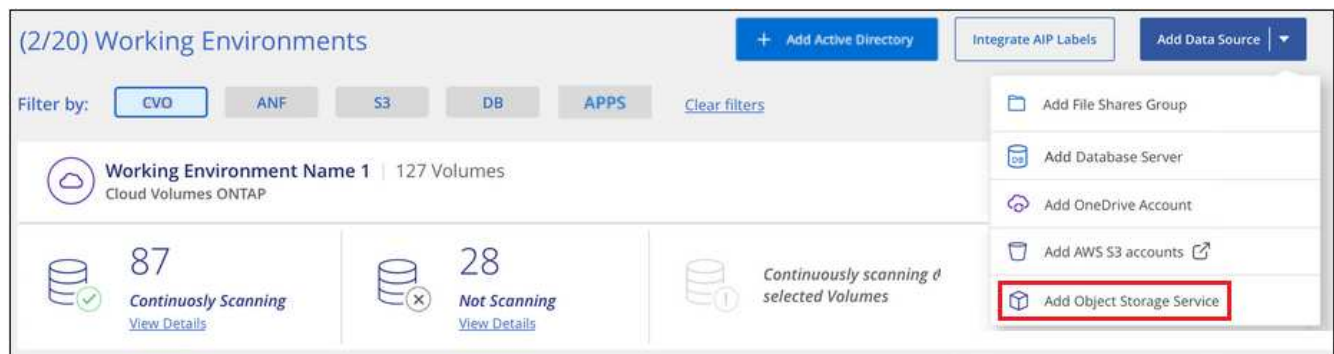 (2/20) Working Environments
+ Add Active Directory
Integrate AIP Labels
Add Data Source
Filter by:
CVO
ANF
S3
DB
APPS
Clear filters
Working Environment Name 1 | 127 Volumes
Cloud Volumes ONTAP
87
Continuosly Scanning
View Details
28
Not Scanning
View Details
Continuously scanning
selected Volumes
Add File Shares Group
DB
Add Database Server
Add OneDrive Account
Add AWS S3 accounts
Add Object Storage Service